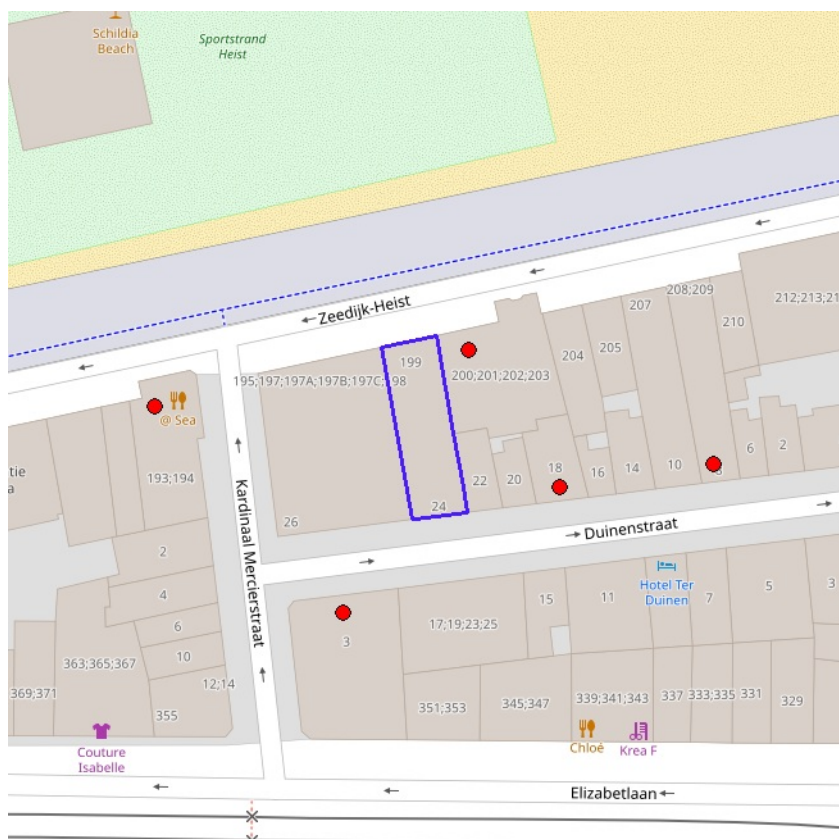 Schildia
Beach
Sportstrand
Heist
Zeedijk-Heist
208;209
212;213;21
207
210
205
204
199
200;201;202;203
195;197;197A;197B;197C;198
@ Sea
tie
a
193;194
6
2
18
16
14
10
22
20
24
26
Duinenstraat
Kardinaal Mercierstraat
2
4
6
10
12;14
363;365;367
369;371
355
Hotel Ter
Duinen
15
11
7
5
3
17;19;23;25
3
351;353
345;347
339;341;343
337
333;335
331
329
Chloé
Krea F
Couture
Isabelle
Elizabetlaan